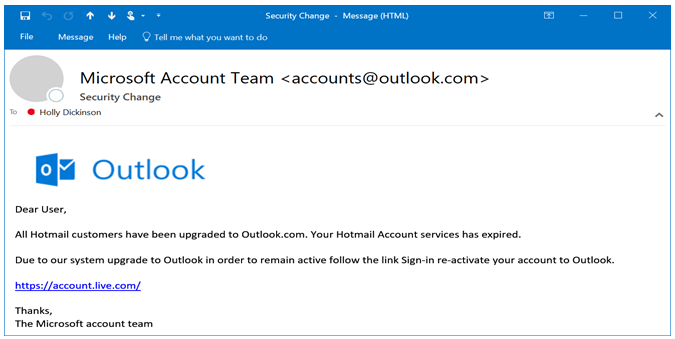 Security Change - Message (HTML)
File Message Help Tell me what you want to do
Microsoft Account Team <accounts@outlook.com>
Security Change
To Holly Dickinson
Outlook
Dear User,
All Hotmail customers have been upgraded to Outlook.com. Your Hotmail Account services has expired.
Due to our system upgrade to Outlook in order to remain active follow the link Sign-in re-activate your account to Outlook.
https://account.live.com/
Thanks,
The Microsoft account team